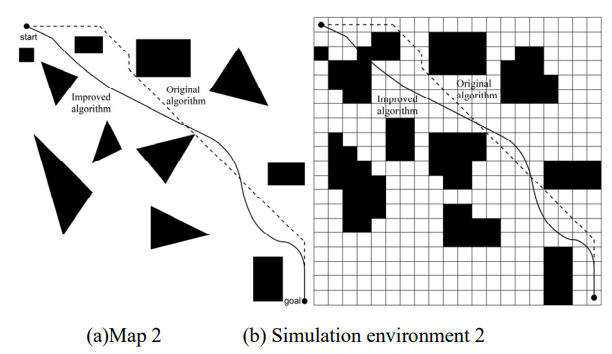 start
Original
algorithm
Improved
algorithm
goal
Original
algorithm
Improved
algorithm
(a)Map 2
(b) Simulation environment 2